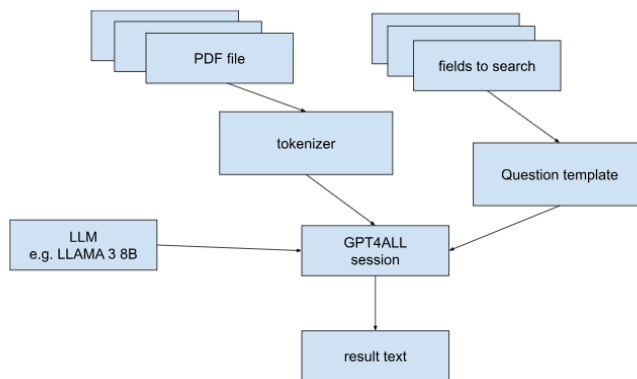 PDF file
fields to search
tokenizer
Question template
LLM
e.g. LLAMA 3 8B
GPT4ALL
session
result text